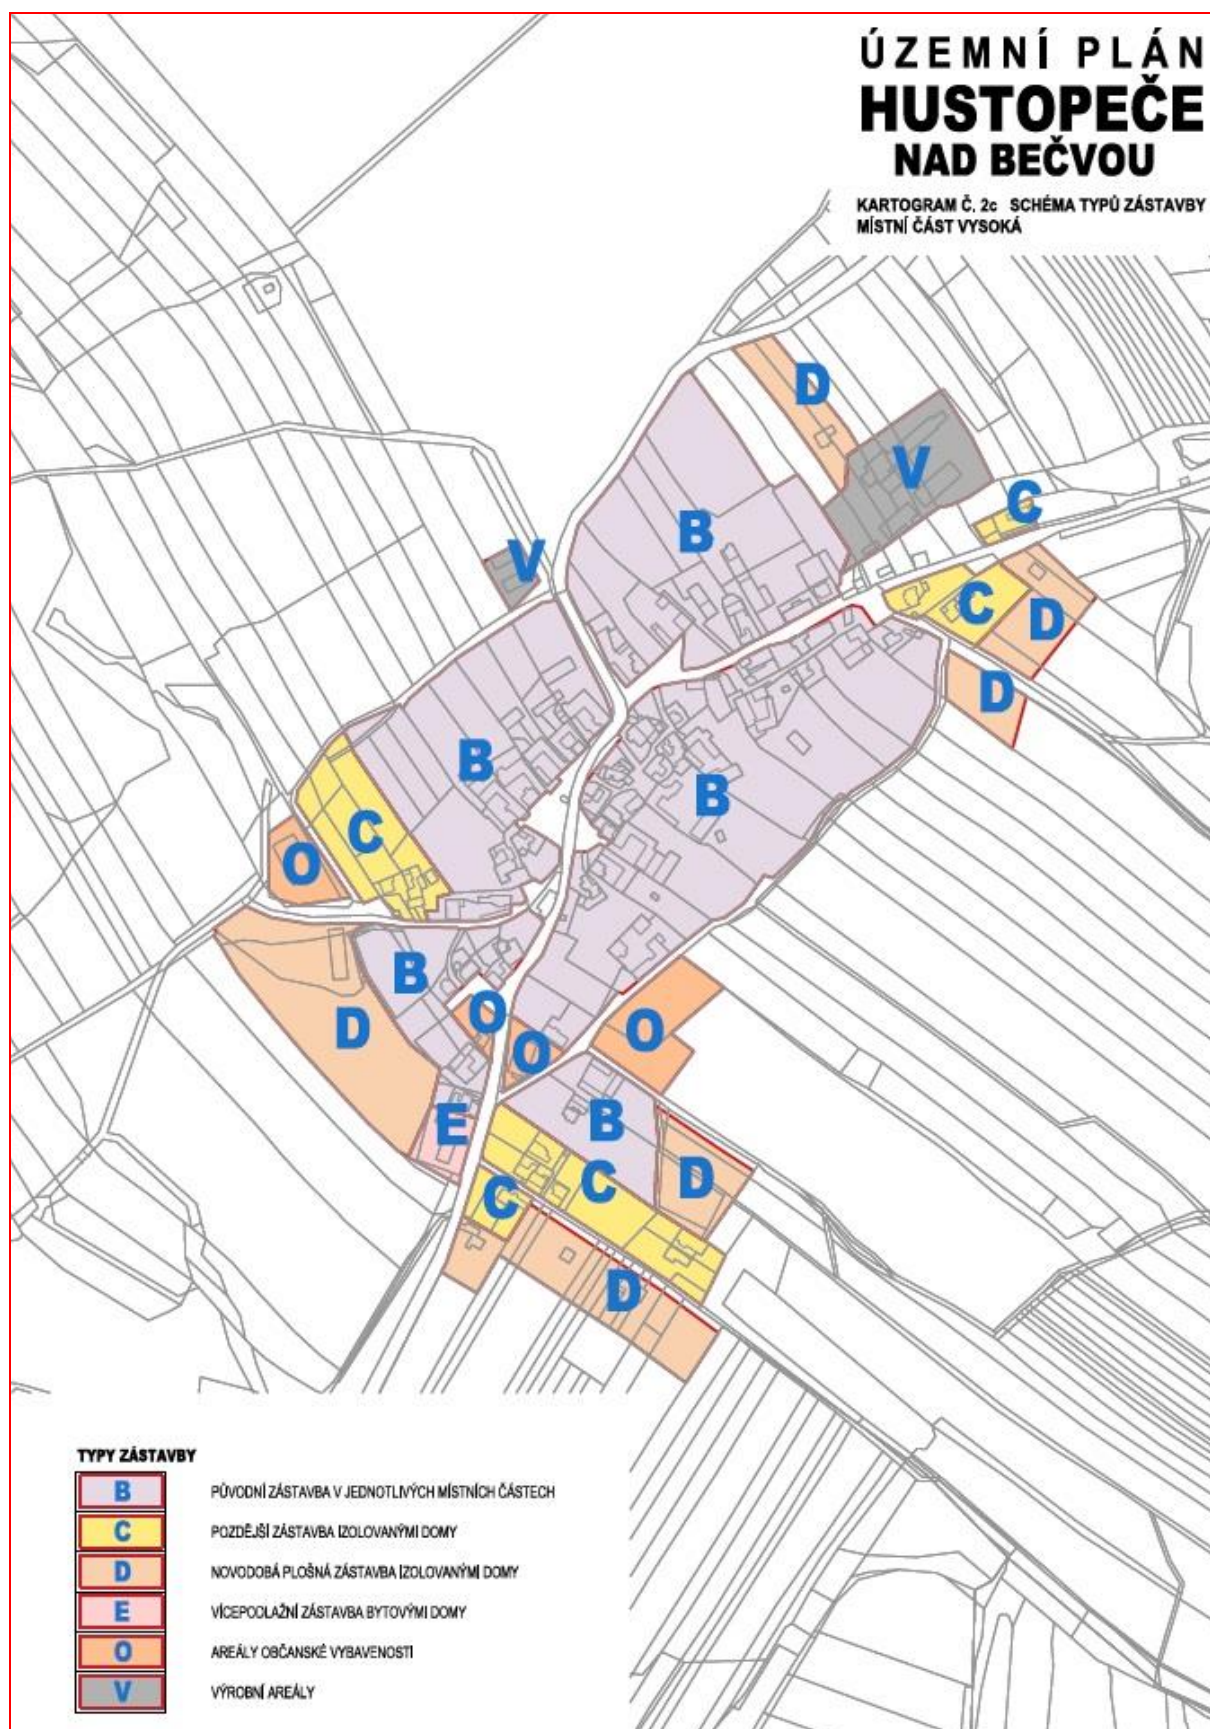 ÚZEMNÍ PLÁN
HUSTOPEČE
NAD BEČVOU
KARTOGRAM Č. 2c SCHÉMA TYPŮ ZÁSTAVBY
MÍSTNÍ ČÁST VYSOKÁ
D
V
C
B
V
C
D
D
B
B
C
O
B
O
D
O
O
B
E
C
D
C
D
TYPY ZÁSTAVBY
B PŮVODNÍ ZÁSTAVBA V JEDNOTLIVÝCH MÍSTNÍCH ČÁSTECH
C POZDĚJŠÍ ZÁSTAVBA IZOLOVANÝMI DOMY
D NOVODOBÁ PLOŠNÁ ZÁSTAVBA IZOLOVANÝMI DOMY
E VÍCEPODLAŽNÍ ZÁSTAVBA BYTOVÝMI DOMY
O AREÁLY OBČANSKÉ VYBAVENOSTI
V VÝROBNÍ AREÁLY